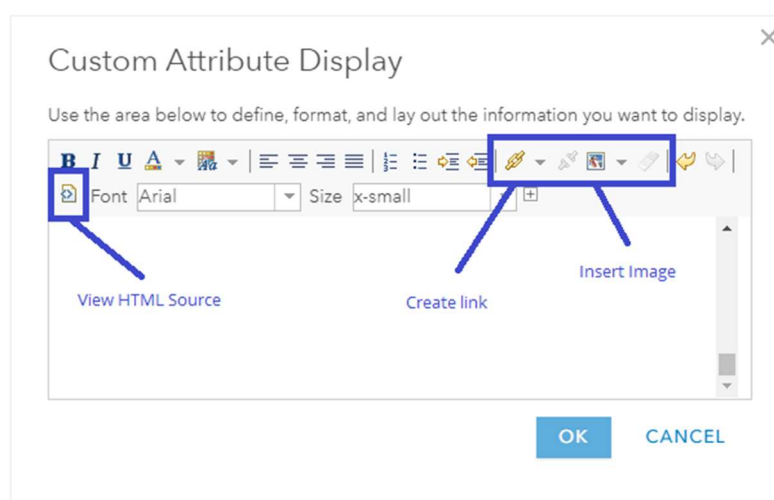 Custom Attribute Display
Use the area below to define, format, and lay out the information you want to display.
B I U A
Font Arial Size x-small
Insert Image
View HTML Source
Create link
OK CANCEL